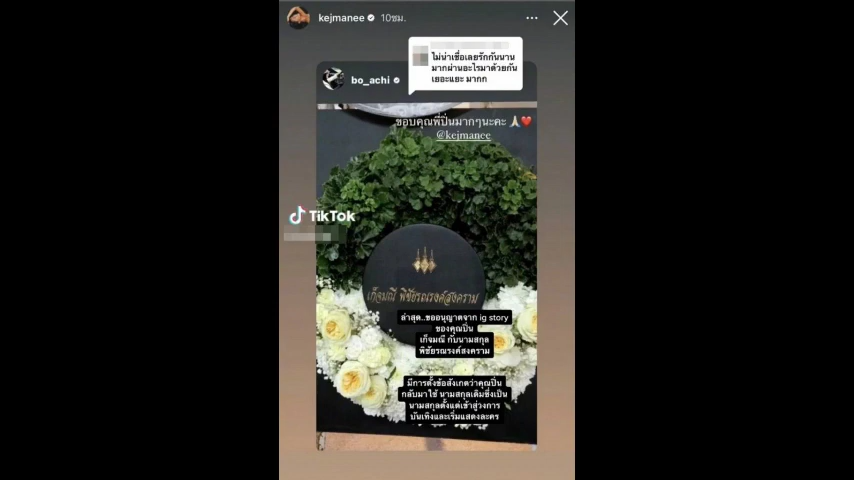 kejmanee
10ชม.
ไม่น่าเชื่อเลยรักกันนาน
มากผ่านอะไรมาด้วยกัน
เยอะแยะ มากก
bo_achi
ขอบคุณพี่ปิ่นมากๆนะคะ 🙏❤️
@kejmanee
TikTok
เก็จมณี พิชัยรณรงค์สงคราม
ล่าสุด..ขออนุญาตจาก ig story
ของคุณปิ่น
เก็จมณี กับนามสกุล
พิชัยรณรงค์สงคราม
มีการตั้งข้อสังเกตว่าคุณปิ่น
กลับมาใช้ นามสกุลเดิมซึ่งเป็น
นามสกุลตั้งแต่เข้าสู่วงการ
บันเทิงและเริ่มแสดงละคร